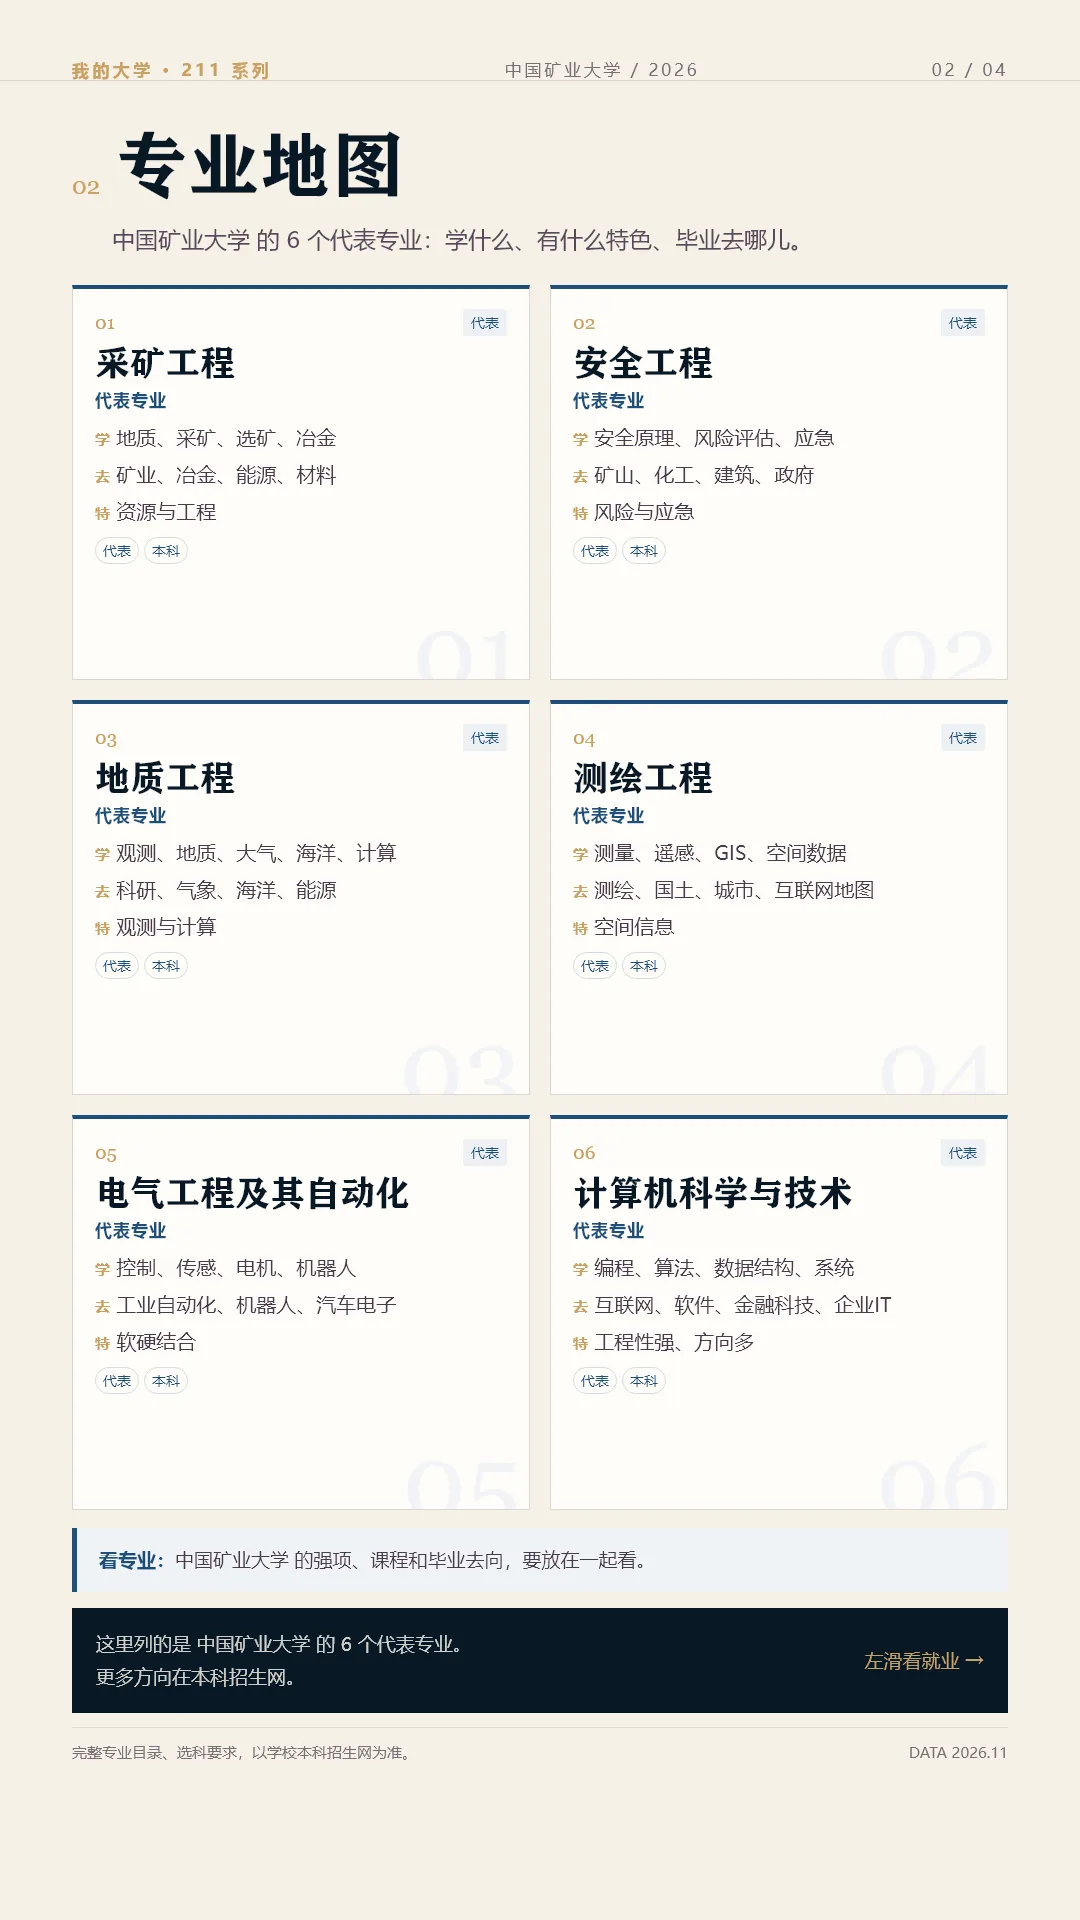 我的大学 • 211 系列
中国矿业大学 / 2026
02 / 04
02 专业地图
中国矿业大学 的 6 个代表专业：学什么、有什么特色、毕业去哪儿。
01
代表
采矿工程
代表专业
学 地质、采矿、选矿、冶金
去 矿业、冶金、能源、材料
特 资源与工程
代表 本科
01
02
代表
安全工程
代表专业
学 安全原理、风险评估、应急
去 矿山、化工、建筑、政府
特 风险与应急
代表 本科
02
03
代表
地质工程
代表专业
学 观测、地质、大气、海洋、计算
去 科研、气象、海洋、能源
特 观测与计算
代表 本科
03
04
代表
测绘工程
代表专业
学 测量、遥感、GIS、空间数据
去 测绘、国土、城市、互联网地图
特 空间信息
代表 本科
04
05
代表
电气工程及其自动化
代表专业
学 控制、传感、电机、机器人
去 工业自动化、机器人、汽车电子
特 软硬结合
代表 本科
05
06
代表
计算机科学与技术
代表专业
学 编程、算法、数据结构、系统
去 互联网、软件、金融科技、企业IT
特 工程性强、方向多
代表 本科
06
看专业：中国矿业大学 的强项、课程和毕业去向，要放在一起看。
这里列的是 中国矿业大学 的 6 个代表专业。
更多方向在本科招生网。
左滑看就业 →
完整专业目录、选科要求，以学校本科招生网为准。
DATA 2026.11